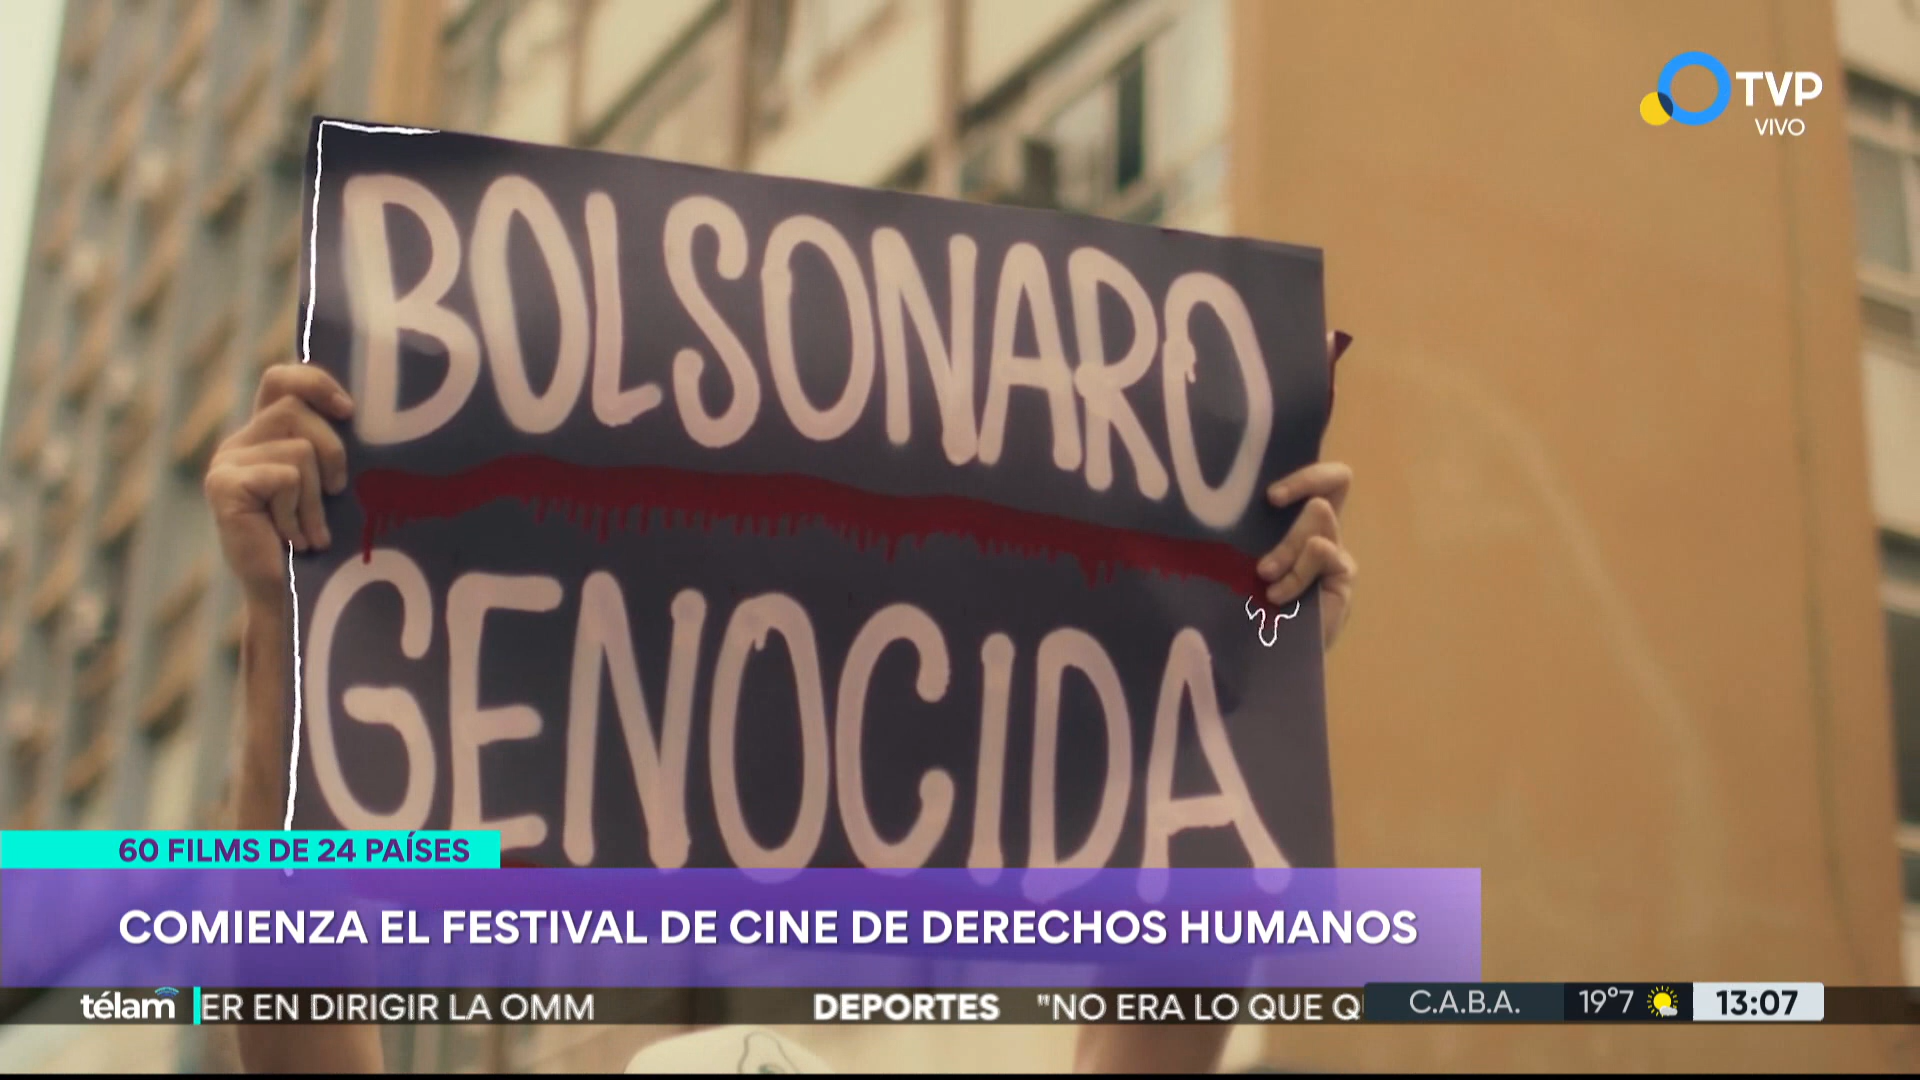 TVP
VIVO
BOLSONARO
GENOCIDA
60 FILMS DE 24 PAÍSES
COMIENZA EL FESTIVAL DE CINE DE DERECHOS HUMANOS
télam ER EN DIRIGIR LA OMM DEPORTES "NO ERA LO QUE C.A.B.A. 19°7 13:07